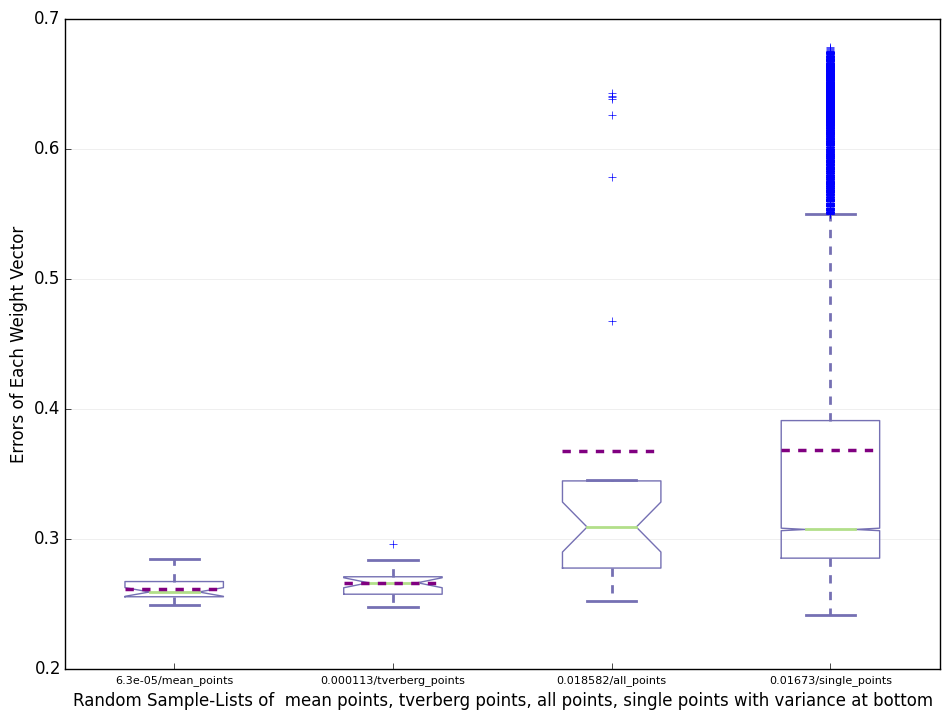 0.7
0.6
0.5
0.4
0.3
0.2
Errors of Each Weight Vector
6.3e-05/mean_points 0.000113/tverberg_points 0.018582/all_points 0.01673/single_points
Random Sample-Lists of  mean points, tverberg points, all points, single points with variance at bottom